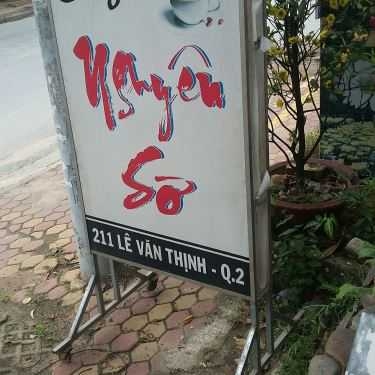 Nguyên
Sơ
211 LÊ VĂN THỊNH - Q.2